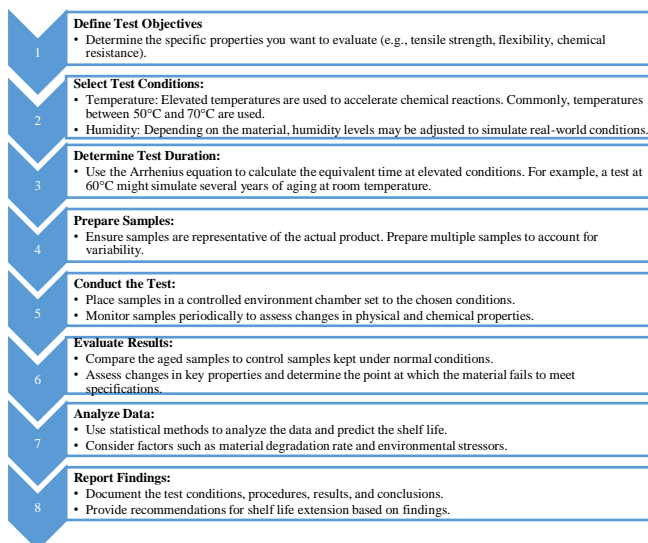 Define Test Objectives
1
• Determine the specific properties you want to evaluate (e.g., tensile strength, flexibility, chemical
resistance).
Select Test Conditions:
2
• Temperature: Elevated temperatures are used to accelerate chemical reactions. Commonly, temperatures
between 50°C and 70°C are used.
• Humidity: Depending on the material, humidity levels may be adjusted to simulate real-world conditions.
Determine Test Duration:
3
• Use the Arrhenius equation to calculate the equivalent time at elevated conditions. For example, a test at
60°C might simulate several years of aging at room temperature.
Prepare Samples:
4
• Ensure samples are representative of the actual product. Prepare multiple samples to account for
variability.
Conduct the Test:
5
• Place samples in a controlled environment chamber set to the chosen conditions.
• Monitor samples periodically to assess changes in physical and chemical properties.
Evaluate Results:
6
• Compare the aged samples to control samples kept under normal conditions.
• Assess changes in key properties and determine the point at which the material fails to meet
specifications.
Analyze Data:
7
• Use statistical methods to analyze the data and predict the shelf life.
• Consider factors such as material degradation rate and environmental stressors.
Report Findings:
8
• Document the test conditions, procedures, results, and conclusions.
• Provide recommendations for shelf life extension based on findings.